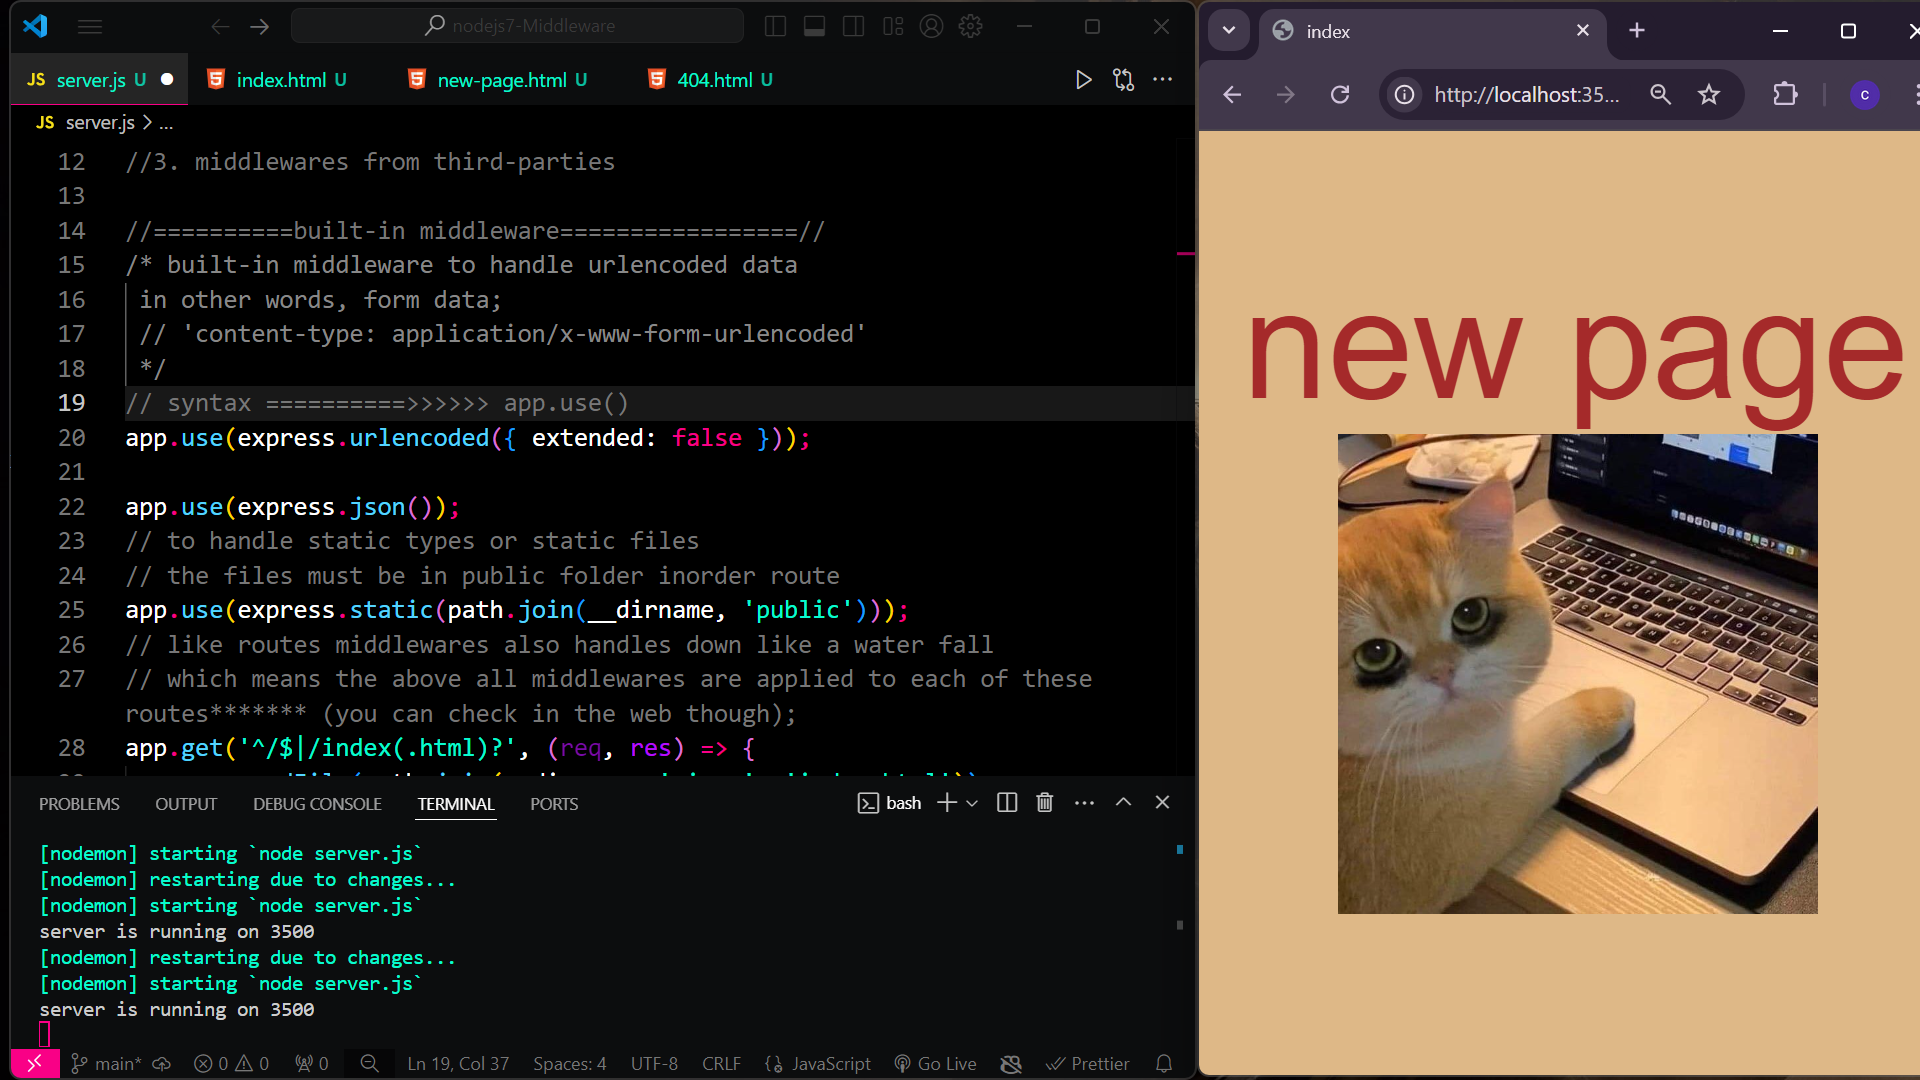 nodejs7-Middleware
JS server.js U
index.html U
new-page.html U
404.html U
JS server.js > ...
12 //3. middlewares from third-parties
13
14 //==========built-in middleware=================//
15 /* built-in middleware to handle urlencoded data
16 in other words, form data;
17 // 'content-type: application/x-www-form-urlencoded'
18 */
19 // syntax ==========>>>>>> app.use()
20 app.use(express.urlencoded({ extended: false }));
21
22 app.use(express.json());
23 // to handle static types or static files
24 // the files must be in public folder inorder route
25 app.use(express.static(path.join(__dirname, 'public')));
26 // like routes middlewares also handles down like a water fall
27 // which means the above all middlewares are applied to each of these
routes******* (you can check in the web though);
28 app.get('^/$|/index(.html)?', (req, res) => {
PROBLEMS OUTPUT DEBUG CONSOLE TERMINAL PORTS
bash
[nodemon] starting `node server.js`
[nodemon] restarting due to changes...
[nodemon] starting `node server.js`
server is running on 3500
[nodemon] restarting due to changes...
[nodemon] starting `node server.js`
server is running on 3500
main* 0 0 0 Ln 19, Col 37 Spaces: 4 UTF-8 CRLF {} JavaScript Go Live Prettier
index
http://localhost:35...
c
new page